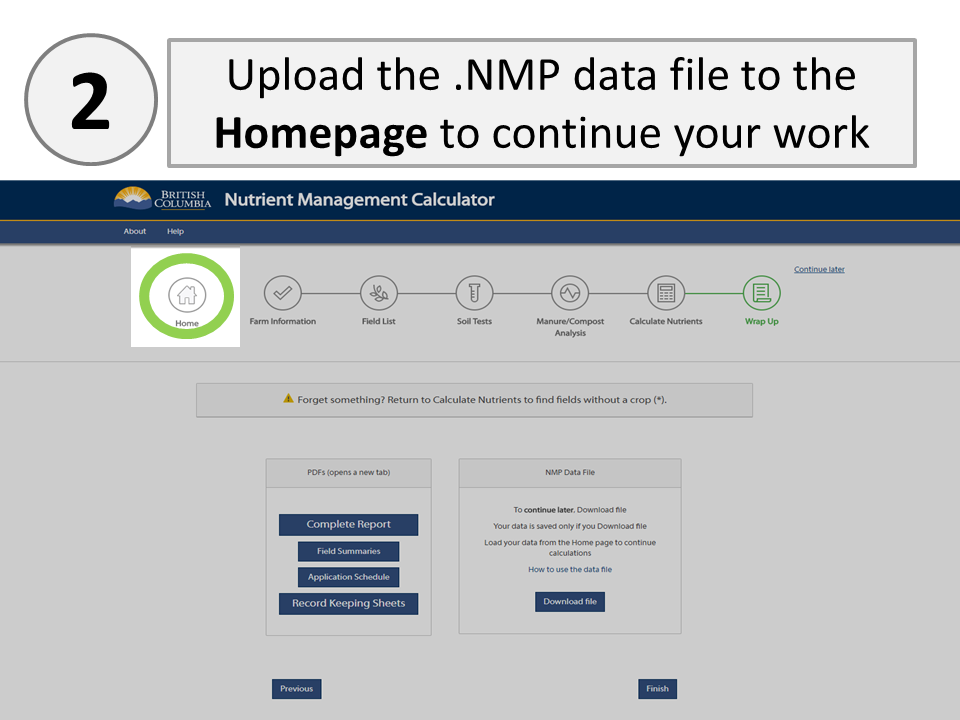 2
Upload the .NMP data file to the
Homepage to continue your work
BRITISH
COLUMBIA
Nutrient Management Calculator
About Help
Continue later
Home Farm Information Field List Soil Tests Manure/Compost Calculate Nutrients Wrap Up
Analysis
Forget something? Return to Calculate Nutrients to find fields without a crop (*).
PDFs (opens a new tab)
Complete Report
Field Summaries
Application Schedule
Record Keeping Sheets
NMP Data File
To continue later, Download file
Your data is saved only if you Download file
Load your data from the Home page to continue
calculations
How to use the data file
Download file
Previous
Finish